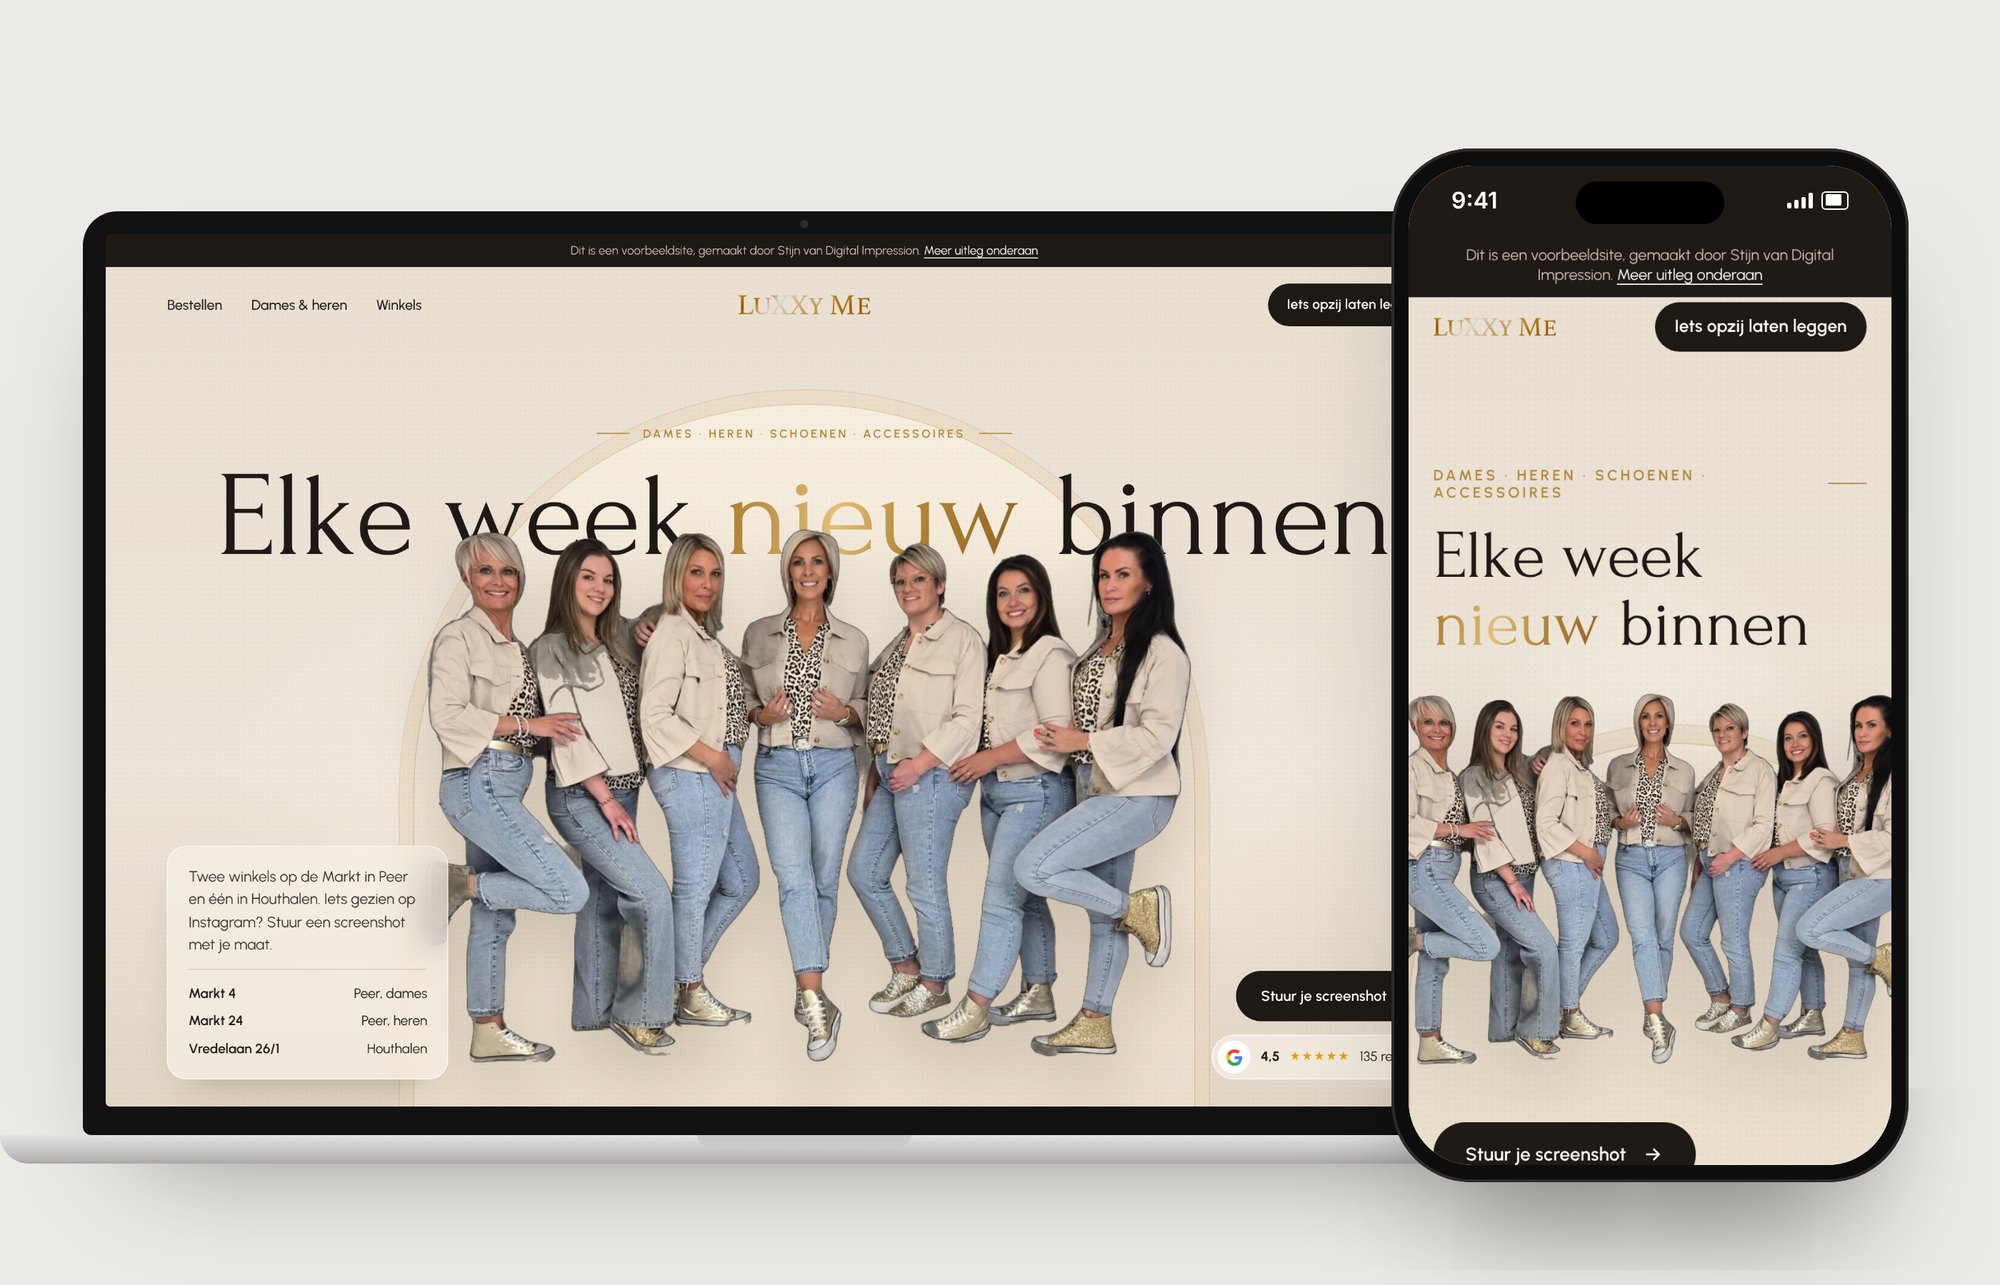 Dit is een voorbeeldsite, gemaakt door Stijn van Digital Impression. Meer uitleg onderaan
Bestellen Dames & heren Winkels
LUXXY ME
Iets opzij laten
DAMES · HEREN · SCHOENEN · ACCESSOIRES
Elke week nieuw binnen
Twee winkels op de Markt in Peer
en één in Houthalen. Iets gezien op
Instagram? Stuur een screenshot
met je maat.
Markt 4 Peer, dames
Markt 24 Peer, heren
Vredelaan 26/1 Houthalen
Stuur je screenshot
G 4,5 ★★★★★ 135
9:41
Dit is een voorbeeldsite, gemaakt door Stijn van Digital
Impression. Meer uitleg onderaan
LUXXY ME
Iets opzij laten leggen
DAMES · HEREN · SCHOENEN ·
ACCESSOIRES
Elke week
nieuw binnen
Stuur je screenshot →